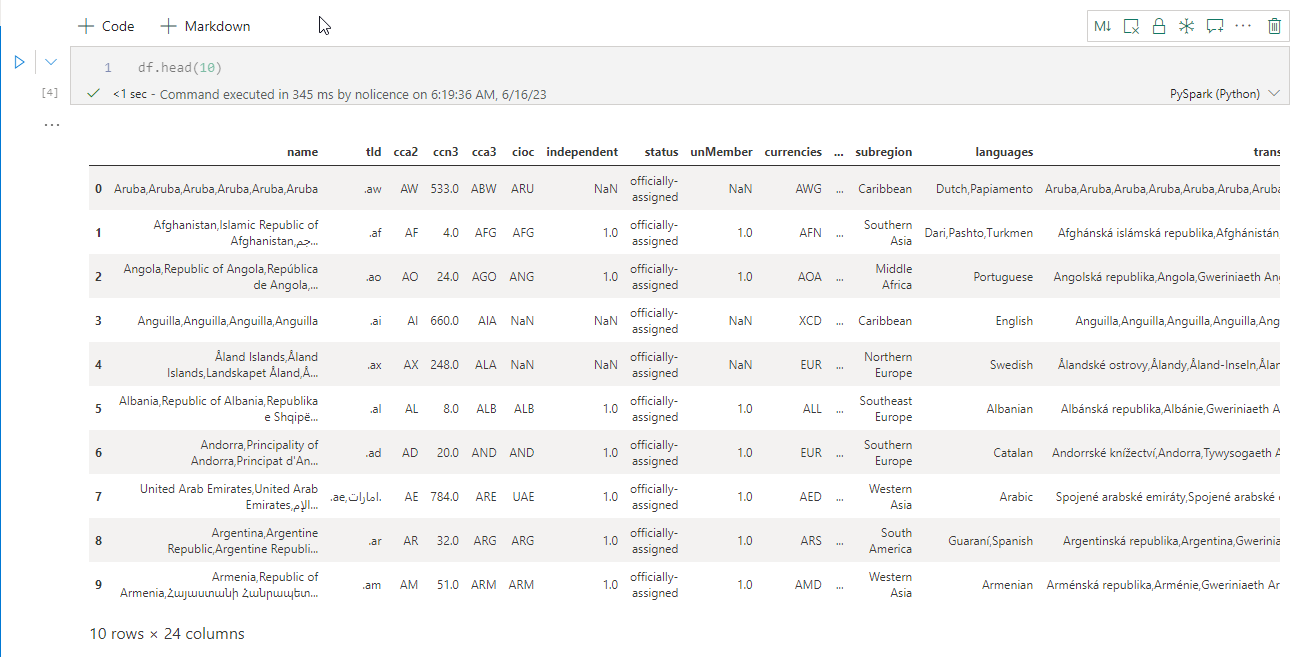 Code Markdown
1 df.head(10)
[4] <1 sec - Command executed in 345 ms by nolicence on 6:19:36 AM, 6/16/23 PySpark (Python)
...
name tld cca2 ccn3 cca3 cioc independent status unMember currencies ... subregion languages trans
0 Aruba,Aruba,Aruba,Aruba,Aruba,Aruba .aw AW 533.0 ABW ARU NaN officially-assigned NaN AWG ... Caribbean Dutch,Papiamento Aruba,Aruba,Aruba,Aruba,Aruba,Aruba,Aruba
1 Afghanistan,Islamic Republic of Afghanistan,جم... .af AF 4.0 AFG AFG 1.0 officially-assigned 1.0 AFN ... Southern Asia Dari,Pashto,Turkmen Afghánská islámská republika,Afghánistán
2 Angola,Republic of Angola,República de Angola,... .ao AO 24.0 AGO ANG 1.0 officially-assigned 1.0 AOA ... Middle Africa Portuguese Angolská republika,Angola,Gweriniaeth Ang
3 Anguilla,Anguilla,Anguilla,Anguilla .ai AI 660.0 AIA NaN NaN officially-assigned NaN XCD ... Caribbean English Anguilla,Anguilla,Anguilla,Anguilla,Ang
4 Åland Islands,Åland Islands,Landskapet Åland,Å... .ax AX 248.0 ALA NaN NaN officially-assigned NaN EUR ... Northern Europe Swedish Ålandské ostrovy,Ålandy,Åland-Inseln,Ålan
5 Albania,Republic of Albania,Republika e Shqipë... .al AL 8.0 ALB ALB 1.0 officially-assigned 1.0 ALL ... Southeast Europe Albanian Albánská republika,Albánie,Gweriniaeth A
6 Andorra,Principality of Andorra,Principat d'An... .ad AD 20.0 AND AND 1.0 officially-assigned 1.0 EUR ... Southern Europe Catalan Andorrské knížectví,Andorra,Tywysogaeth A
7 United Arab Emirates,United Arab Emirates,الإم... .ae,امارات. AE 784.0 ARE UAE 1.0 officially-assigned 1.0 AED ... Western Asia Arabic Spojené arabské emiráty,Spojené arabské
8 Argentina,Argentine Republic,Argentine Republi... .ar AR 32.0 ARG ARG 1.0 officially-assigned 1.0 ARS ... South America Guaraní,Spanish Argentinská republika,Argentina,Gwerinia
9 Armenia,Republic of Armenia,Հայաստանի Հանրապետ... .am AM 51.0 ARM ARM 1.0 officially-assigned 1.0 AMD ... Western Asia Armenian Arménská republika,Arménie,Gweriniaeth Ar
10 rows × 24 columns